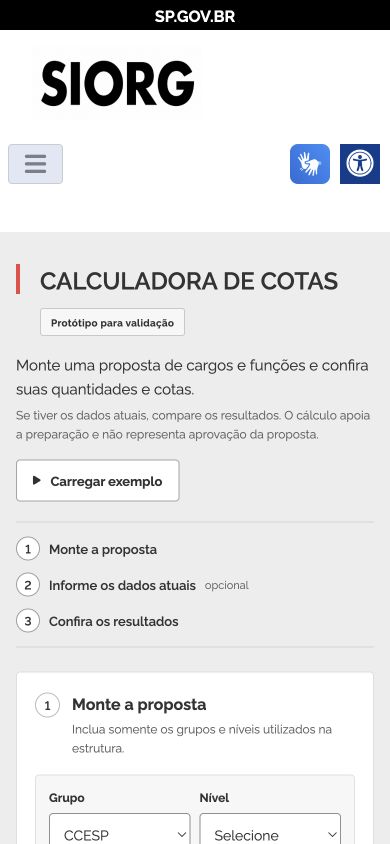 SP.GOV.BR
SIORG
CALCULADORA DE COTAS
Protótipo para validação
Monte uma proposta de cargos e funções e confira
suas quantidades e cotas.
Se tiver os dados atuais, compare os resultados. O cálculo apoia
a preparação e não representa aprovação da proposta.
Carregar exemplo
1 Monte a proposta
2 Informe os dados atuais opcional
3 Confira os resultados
1 Monte a proposta
Inclua somente os grupos e níveis utilizados na
estrutura.
Grupo Nível
CCESP Selecione